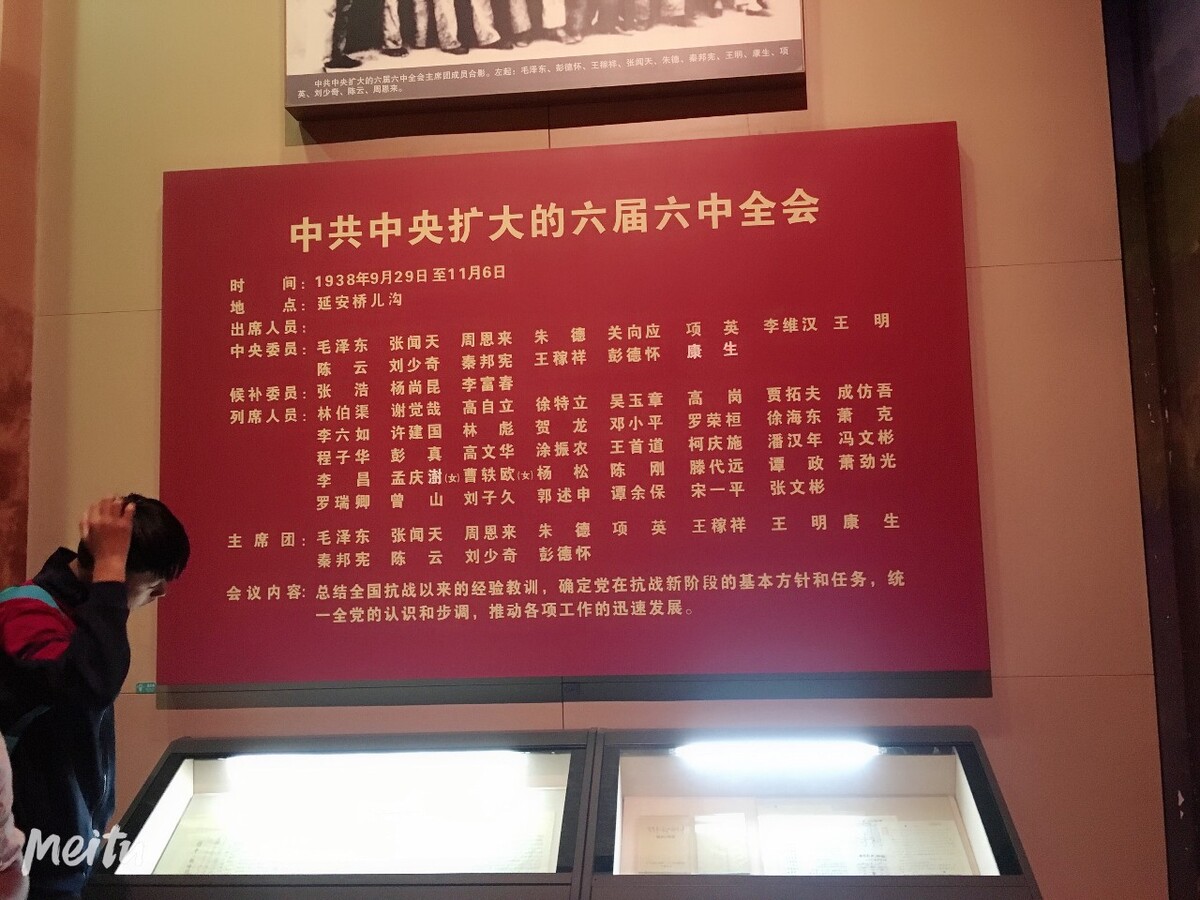 中共中央扩大的六届六中全会主席团成员合影。左起：毛泽东、彭德怀、王稼祥、张闻天、朱德、秦邦宪、王明、康生、项
英、刘少奇、陈云、周恩来。
中共中央扩大的六届六中全会
时 间：1938年9月29日至11月6日
地 点：延安桥儿沟
出席人员：
中央委员：毛泽东 张闻天 周恩来 朱 德 关向应 项 英 李维汉 王 明
陈 云 刘少奇 秦邦宪 王稼祥 彭德怀 康 生
候补委员：张 浩 杨尚昆 李富春
列席人员：林伯渠 谢觉哉 高自立 徐特立 吴玉章 高 岗 贾拓夫 成仿吾
李六如 许建国 林 彪 贺 龙 邓小平 罗荣桓 徐海东 萧 克
程子华 彭 真 高文华 涂振农 王首道 柯庆施 潘汉年 冯文彬
李 昌 孟庆澍(女) 曹轶欧(女) 杨 松 陈 刚 滕代远 谭 政 萧劲光
罗瑞卿 曾 山 刘子久 郭述申 谭余保 宋一平 张文彬
主 席 团：毛泽东 张闻天 周恩来 朱 德 项 英 王稼祥 王 明 康 生
秦邦宪 陈 云 刘少奇 彭德怀
会议内容：总结全国抗战以来的经验教训，确定党在抗战新阶段的基本方针和任务，统
一全党的认识和步调，推动各项工作的迅速发展。
Meitu